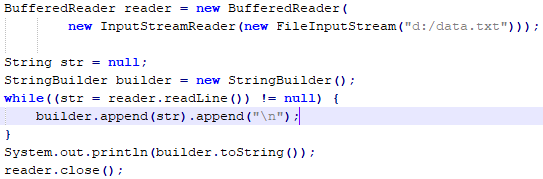 BufferedReader reader = new BufferedReader(
        new InputStreamReader(new FileInputStream("d:/data.txt")));

String str = null;
StringBuilder builder = new StringBuilder();
while((str = reader.readLine()) != null) {
    builder.append(str).append("\n");
}
System.out.println(builder.toString());
reader.close();